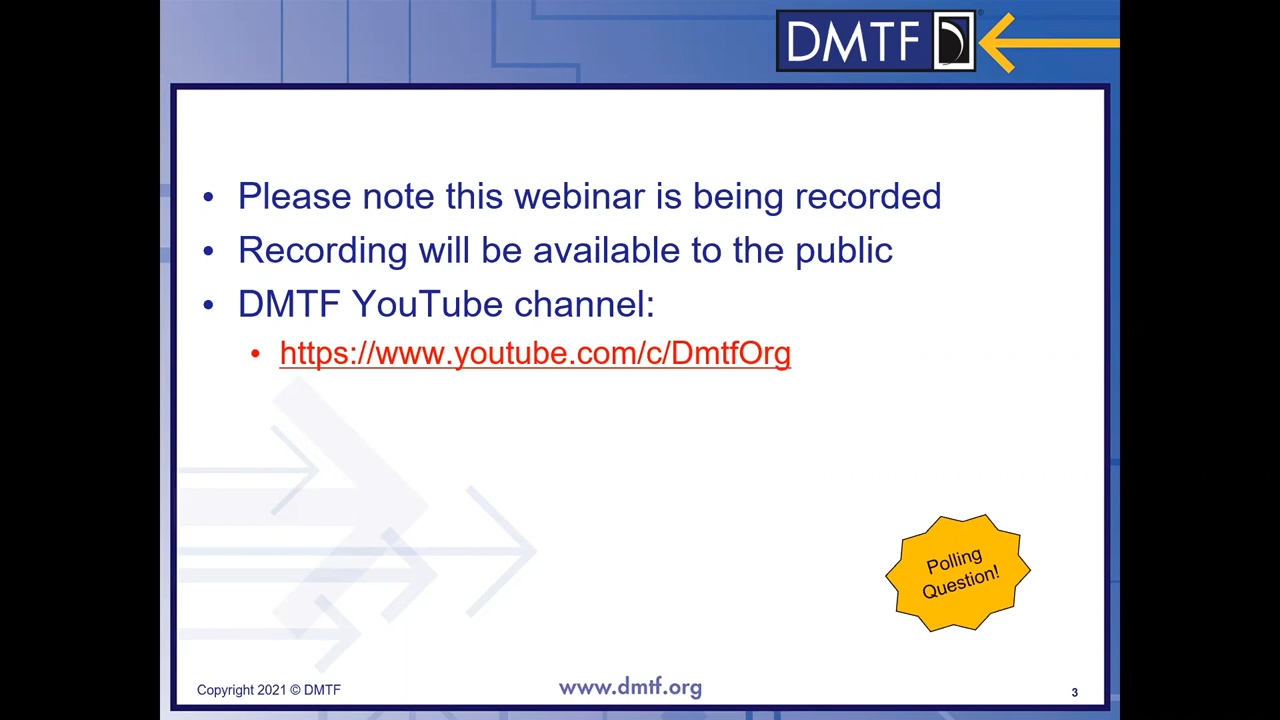 DMTF
• Please note this webinar is being recorded
• Recording will be available to the public
• DMTF YouTube channel:
• https://www.youtube.com/c/DmtfOrg
Polling
Question!
Copyright 2021 © DMTF
www.dmtf.org
3